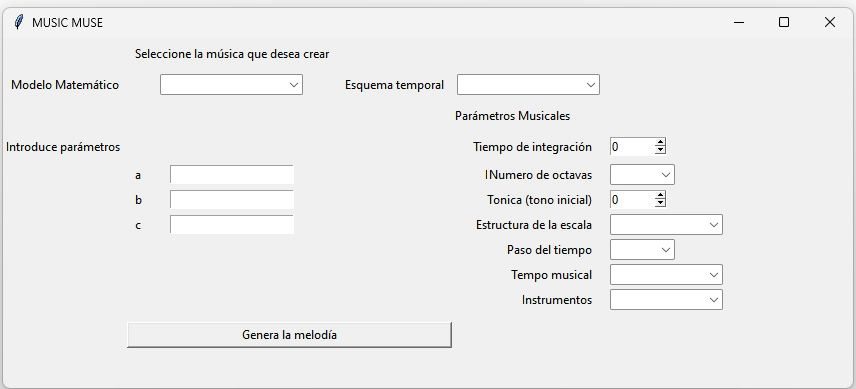 MUSIC MUSE
Seleccione la música que desea crear
Modelo Matemático
Esquema temporal
Parámetros Musicales
Introduce parámetros
Tiempo de integración 0
a
lNumero de octavas
b
Tonica (tono inicial) 0
c
Estructura de la escala
Paso del tiempo
Tempo musical
Instrumentos
Genera la melodía